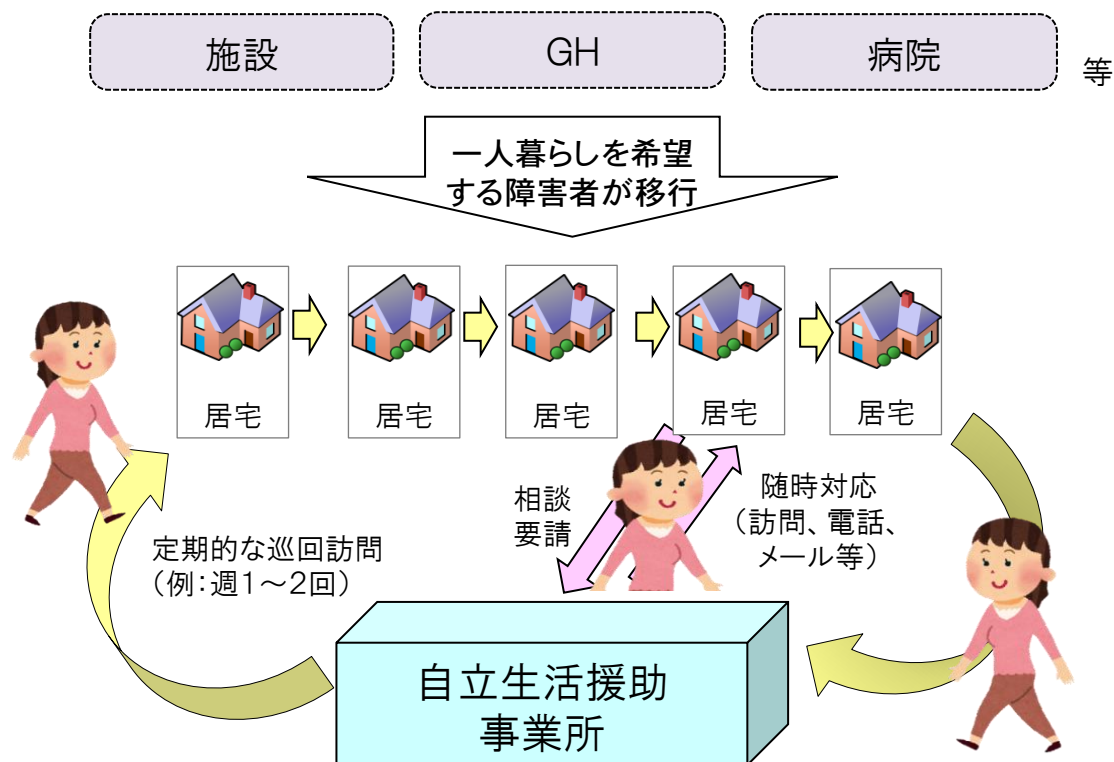 施設
GH
病院
等
一人暮らしを希望
する障害者が移行
居宅
居宅
居宅
居宅
居宅
相談
要請
随時対応
（訪問、電話、
メール等）
定期的な巡回訪問
（例：週1～2回）
自立生活援助
事業所